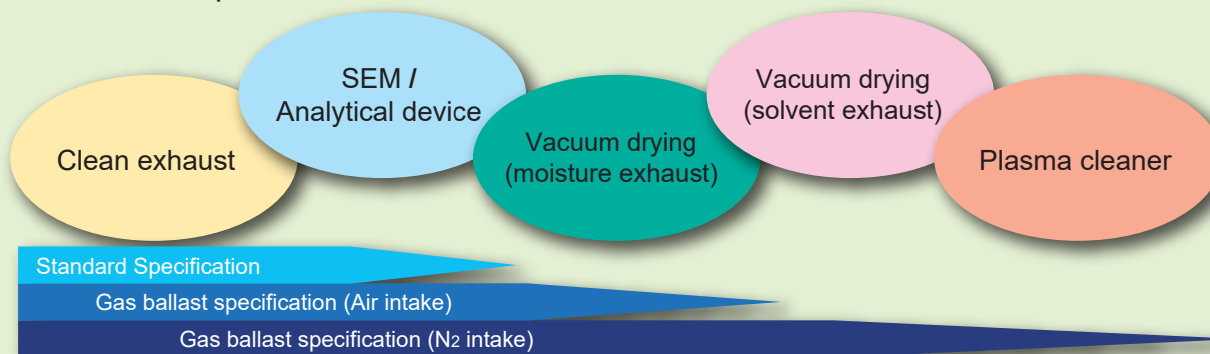 Clean exhaust
SEM /
Analytical device
Vacuum drying
(moisture exhaust)
Vacuum drying
(solvent exhaust)
Plasma cleaner
Standard Specification
Gas ballast specification (Air intake)
Gas ballast specification (N2 intake)